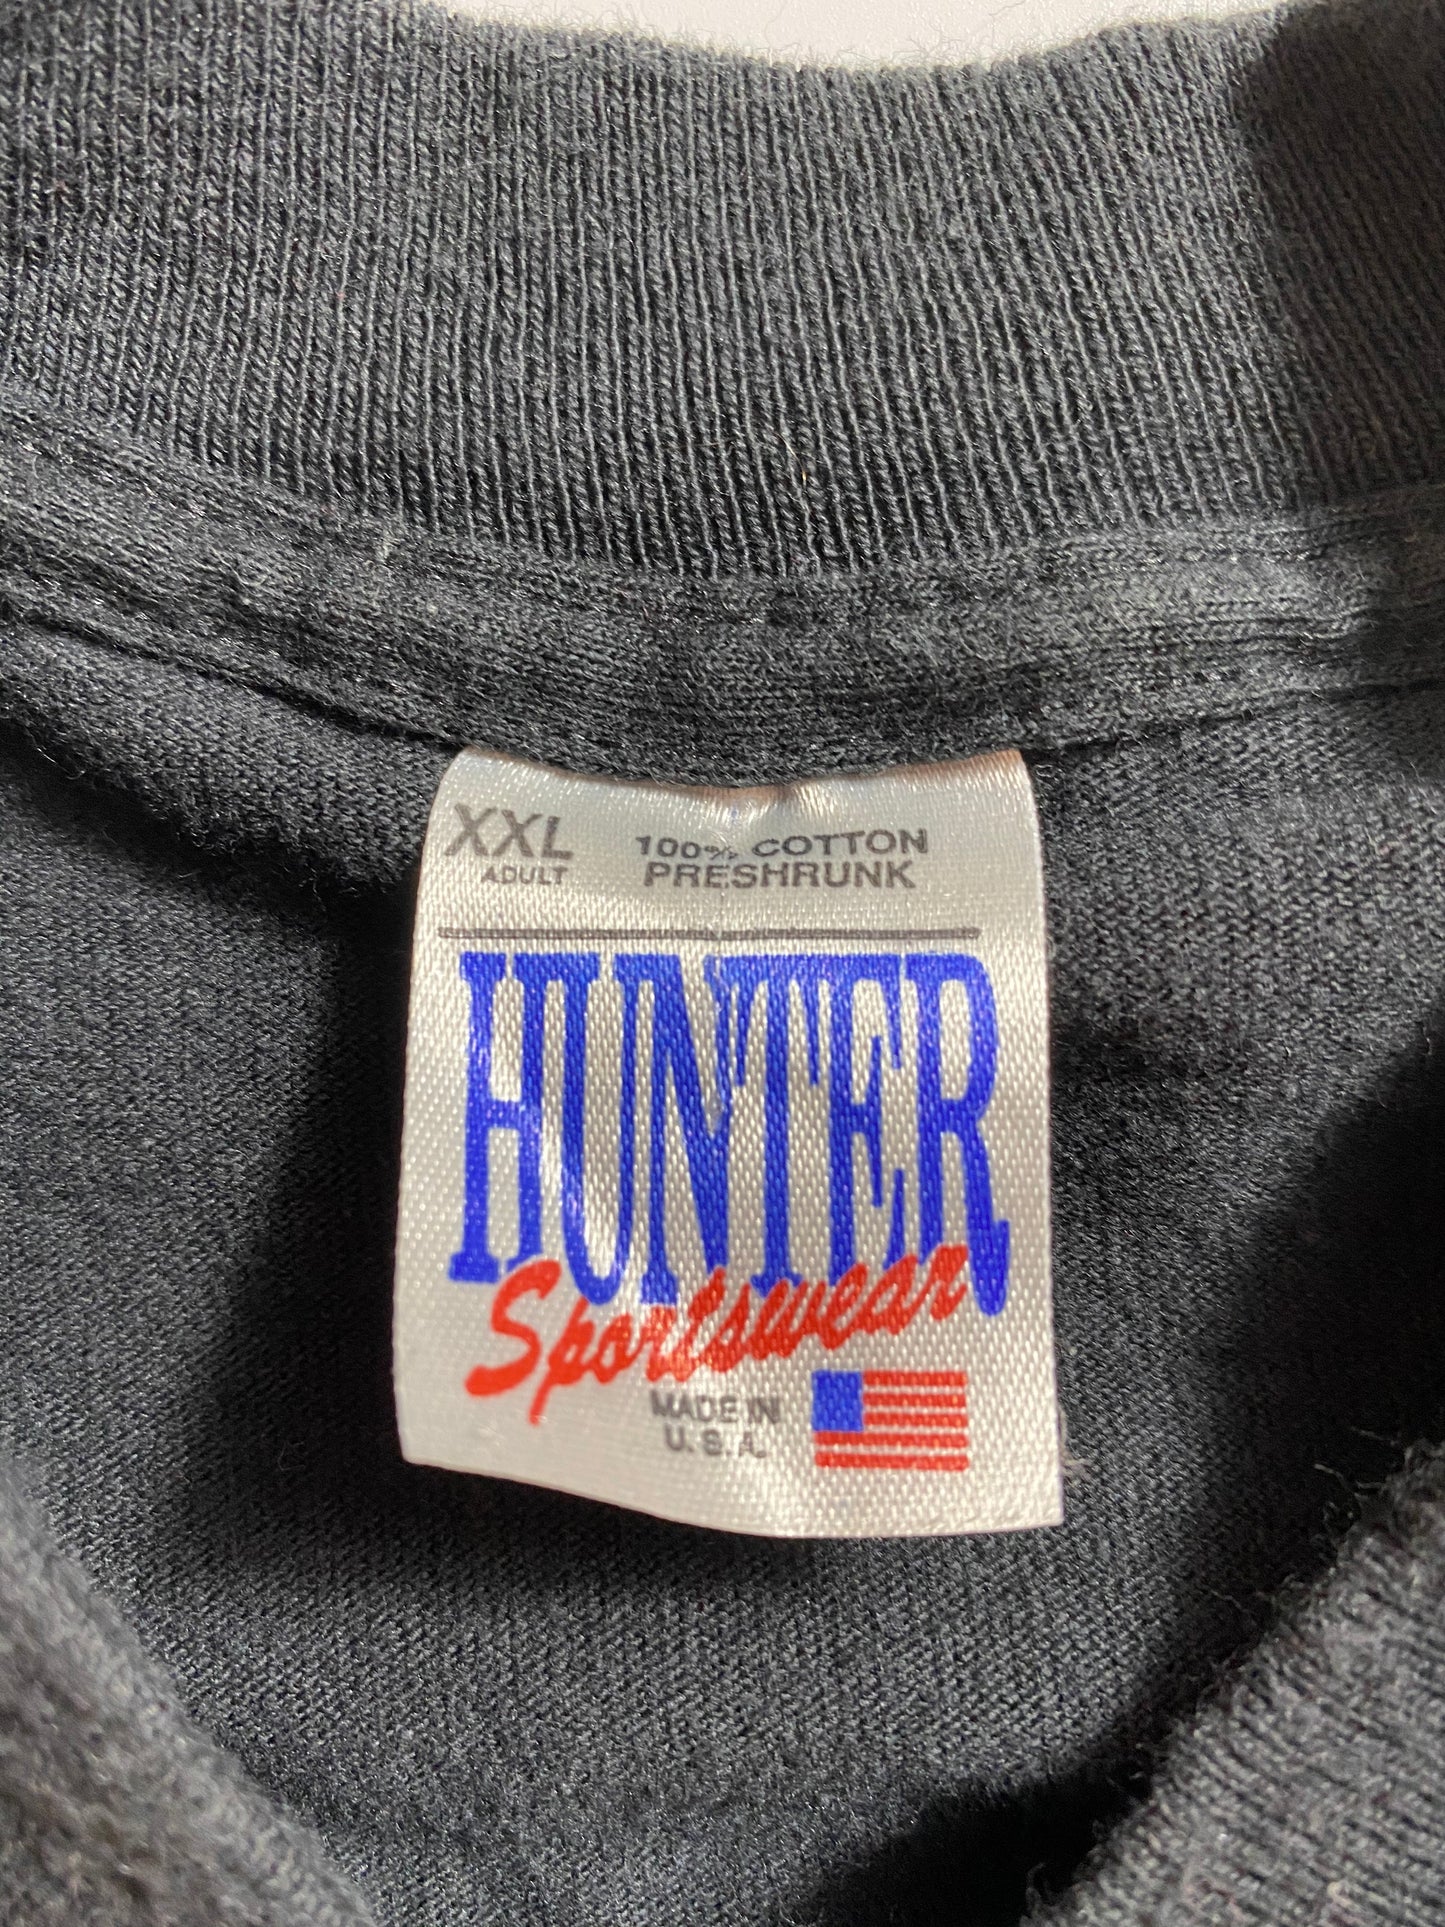 XXL 100% COTTON
ADULT PRESHRUNK
HUNTER
Sportswear
MADE IN
U.S.A.